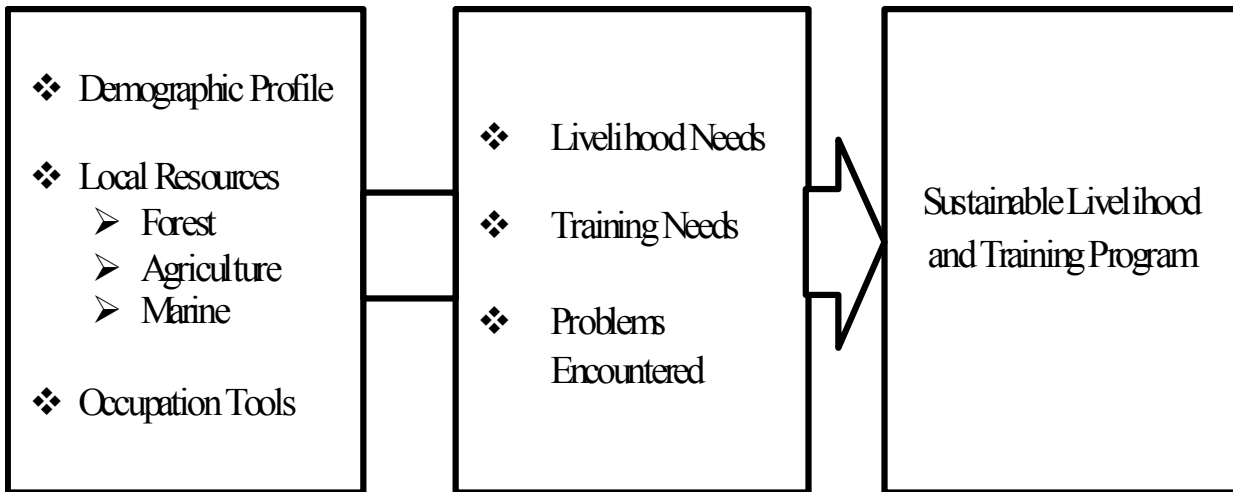 ❖ Demographic Profile
❖ Local Resources
➢ Forest
➢ Agriculture
➢ Marine
❖ Occupation Tools
❖ Livelihood Needs
❖ Training Needs
❖ Problems
Encountered
Sustainable Livelihood
and Training Program